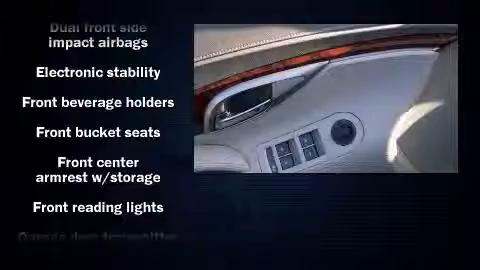 Dual front side
impact airbags
Electronic stability
Front beverage holders
Front bucket seats
Front center
armrest w/storage
Front reading lights